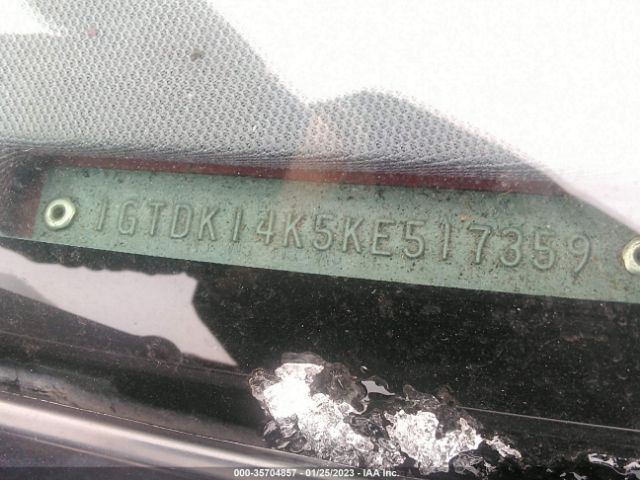 1GTDK14K5KE517359
000-35704857 - 01/25/2023 - IAA Inc.